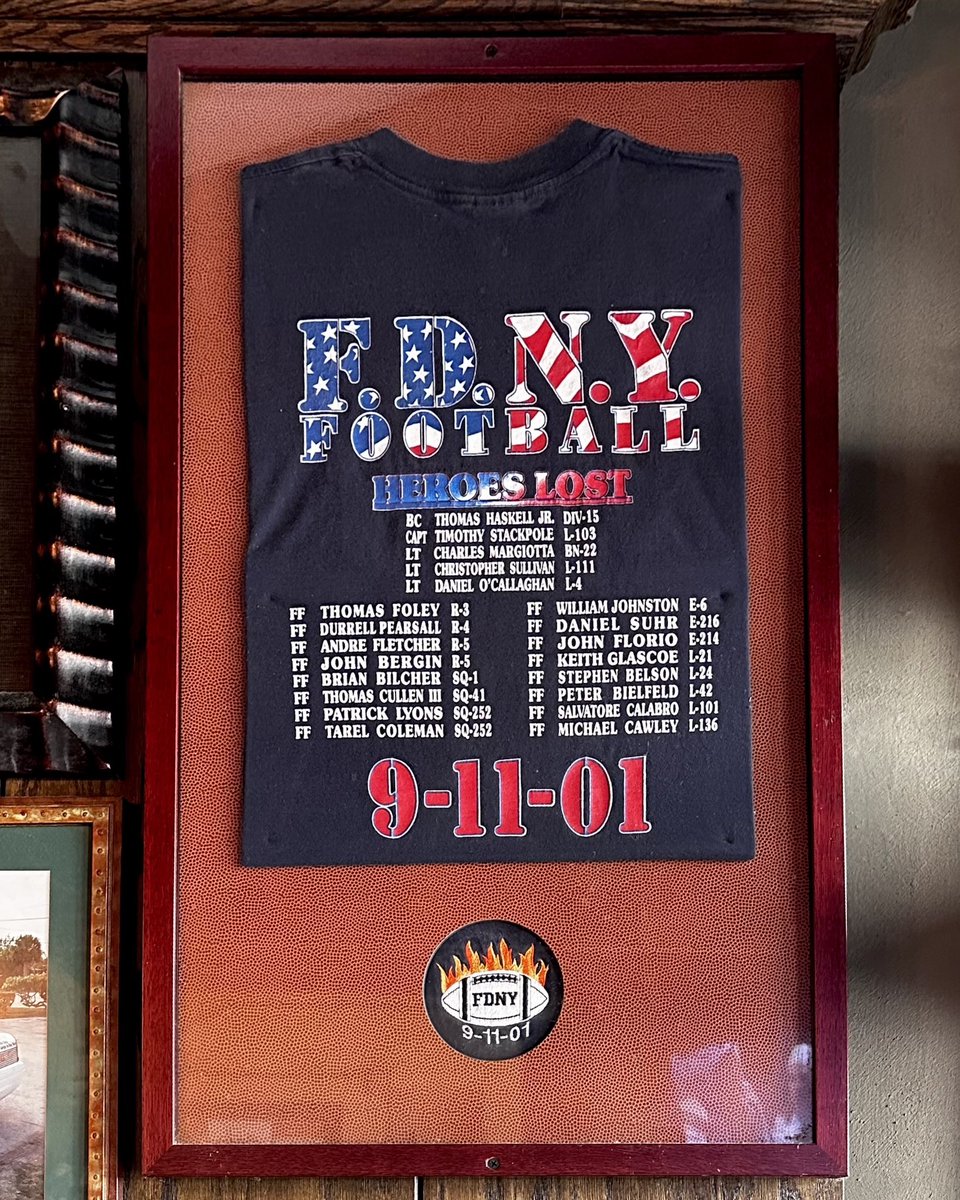 F.D.N.Y.
FOOTBALL
HEROES LOST
BC THOMAS HASKELL JR. DIV-15
CAPT TIMOTHY STACKPOLE L-103
LT CHARLES MARGIOTTA BN-22
LT CHRISTOPHER SULLIVAN L-111
LT DANIEL O'CALLAGHAN L-4
FF THOMAS FOLEY R-3
FF DURRELL PEARSALL R-4
FF ANDRE FLETCHER R-5
FF JOHN BERGIN R-5
FF BRIAN BILCHER SQ-1
FF THOMAS CULLEN III SQ-41
FF PATRICK LYONS SQ-252
FF TAREL COLEMAN SQ-252
FF WILLIAM JOHNSTON E-6
FF DANIEL SUHR E-216
FF JOHN FLORIO E-214
FF KEITH GLASCOE L-21
FF STEPHEN BELSON L-24
FF PETER BIELFELD L-42
FF SALVATORE CALABRO L-101
FF MICHAEL CAWLEY L-136
9-11-01
FDNY
9-11-01